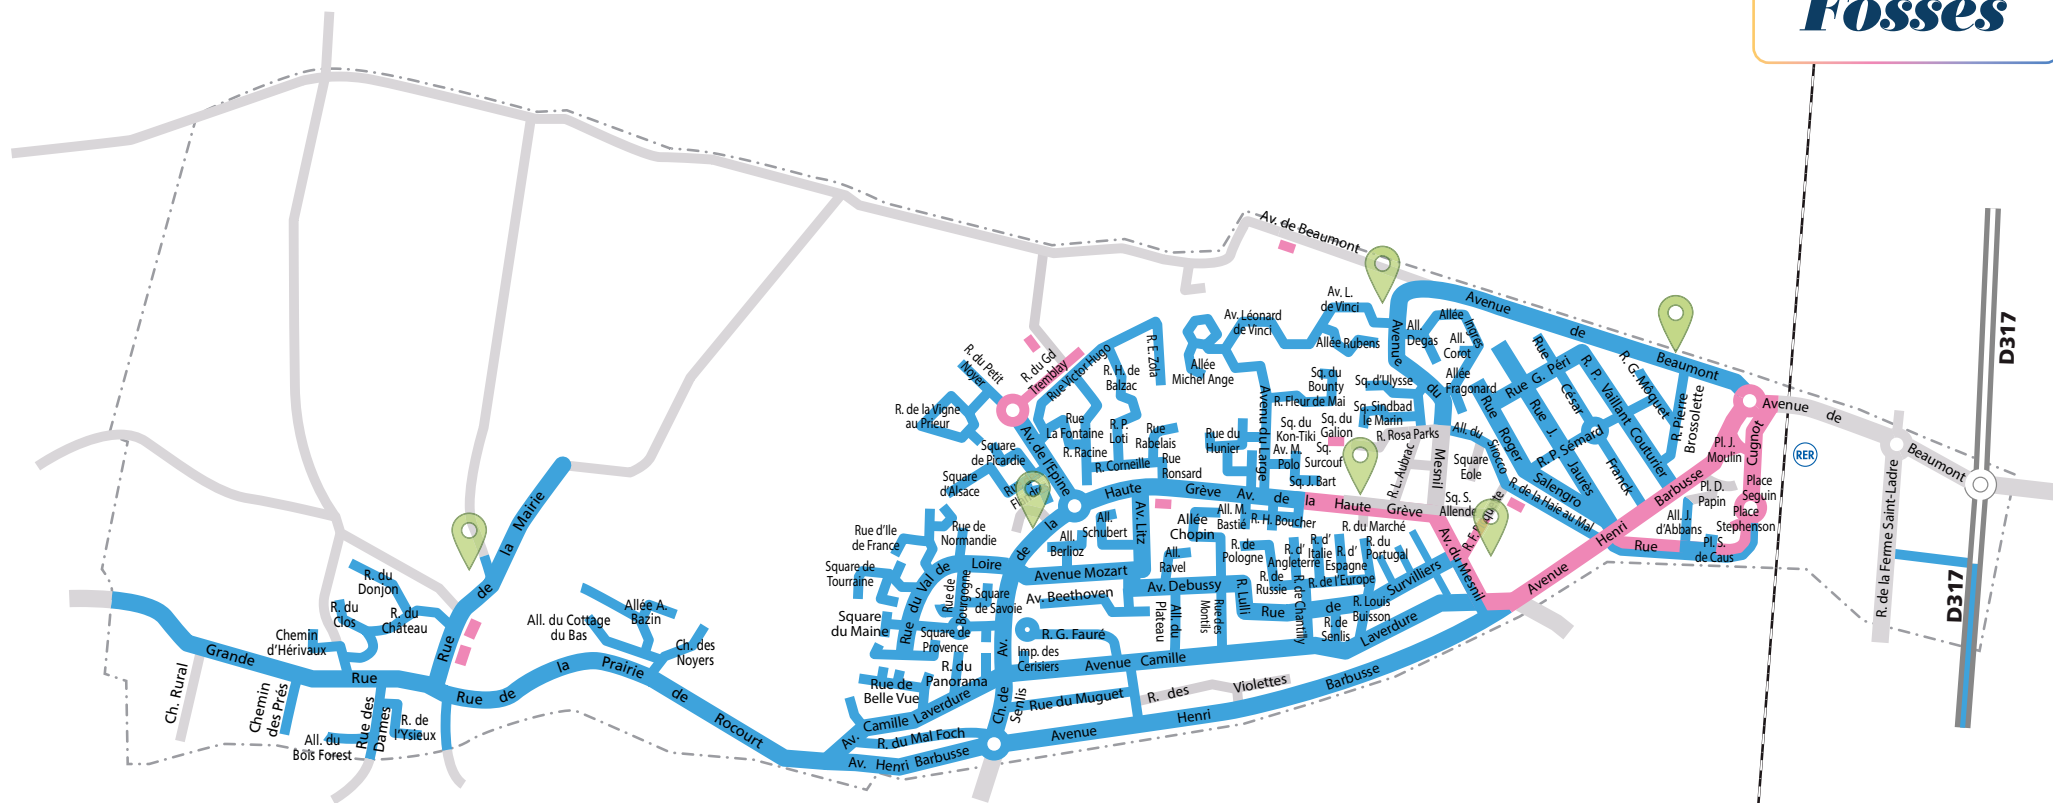 Fosses
Av. de Beaumont
Avenue de Beaumont
Avenue de
Beaumont
D317
D317
RER
R. de la Ferme Saint-Ladre
Av. L.
de Vinci
Av. Léonard
de Vinci
Allée Rubens
Allée
Michel Ange
Avenue du
Mesnil
All.
Degas
Allée
Ingres
All.
Corot
Allée
Fragonard
Rue
César
Franck
Rue G. Péri
R. P. Vaillant Couturier
R. G. Môquet
R. Pierre
Brossolette
Rue J.
Jaurès
R. P. Sémard
Rue
Roger
Salengro
R. de la Haie au Mal
All. du Sirocco
Square
Eole
Sq. S.
Allende
R. Rosa Parks
R. L. Aubrac
Sq. du
Bounty
Sq. d'Ulysse
R. Fleur de Mai
Sq. Sindbad
le Marin
Sq. du
Galion
Sq. du
Kon-Tiki
Av. M.
Polo
Sq.
Surcouf
Sq. J. Bart
Avenue du Large
Rue du
Hunier
R. E. Zola
R. H. de
Balzac
Rue Victor Hugo
R. du Gd
Tremblay
R. du Petit
Noyer
R. de la Vigne
au Prieur
Rue
La Fontaine
R. P.
Loti
Rue
Rabelais
R. Racine
R. Corneille
Rue
Ronsard
Av. de l'Epine
Square
de Picardie
Square
d'Alsace
Rue d'Ile
de France
Rue de
Normandie
Square de
Tourraine
Square
du Maine
Rue du Val de Loire
Rue de
Bourgogne
Square
de Savoie
Square de
Provence
R. du
Panorama
Rue de
Belle Vue
Av. de la Haute Grève
Av. de la Haute Grève
All.
Schubert
All.
Berlioz
Av. Litz
Allée
Chopin
All.
Ravel
All. M.
Bastié
R. H. Boucher
Avenue Mozart
Av. Debussy
Av. Beethoven
All. du
Plateau
Rue des
Montils
R. Lulli
R. de
Pologne
R. d'
Angleterre
R. d'
Italie
R. d'
Espagne
R. du
Portugal
R. du Marché
R. de
Russie
R. de l'Europe
R. de Chantilly
Rue de Survilliers
R. de
Senlis
R. Louis
Buisson
Av. du Mesnil
R. G. Fauré
Imp. des
Cerisiers
Avenue Camille Laverdure
Av. Camille Laverdure
Rue du Muguet
R. des Violettes
Ch. de
Senlis
R. du Mal Foch
Av. Henri Barbusse
Avenue Henri Barbusse
Avenue Henri Barbusse
Rue
Cugnot
Pl. J.
Moulin
Pl. D.
Papin
All. J.
d'Abbans
Pl. S.
de Caus
Place
Seguin
Place
Stephenson
Rue de la Mairie
R. du
Donjon
R. du
Clos
R. du
Château
Chemin
d'Hérivaux
Grande Rue
Ch. Rural
Chemin
des Prés
All. du
Bois Forest
Rue des
Dames
R. de
l'Ysieux
Rue de la Prairie de Rocourt
All. du Cottage
du Bas
Allée A.
Bazin
Ch. des
Noyers